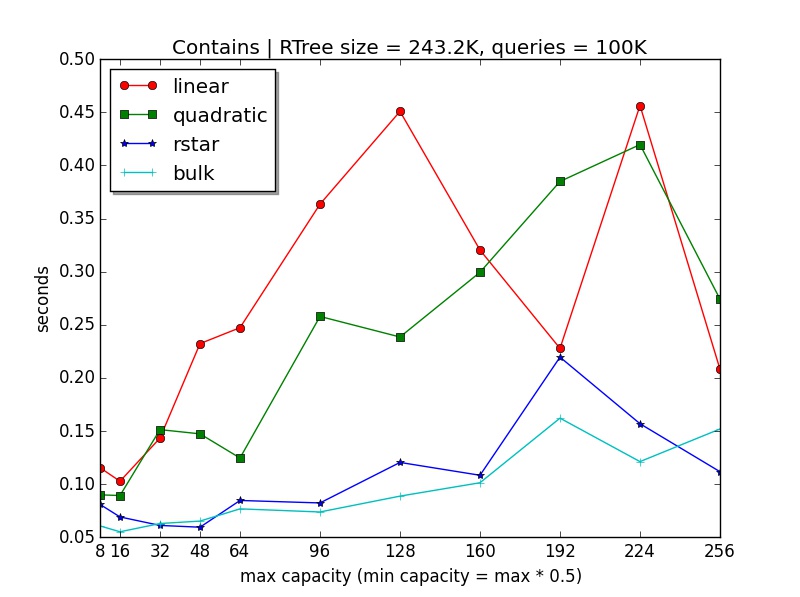 Contains | RTree size = 243.2K, queries = 100K
0.50
0.45
0.40
0.35
0.30
0.25
0.20
0.15
0.10
0.05
seconds
linear
quadratic
rstar
bulk
8 16 32 48 64 96 128 160 192 224 256
max capacity (min capacity = max * 0.5)